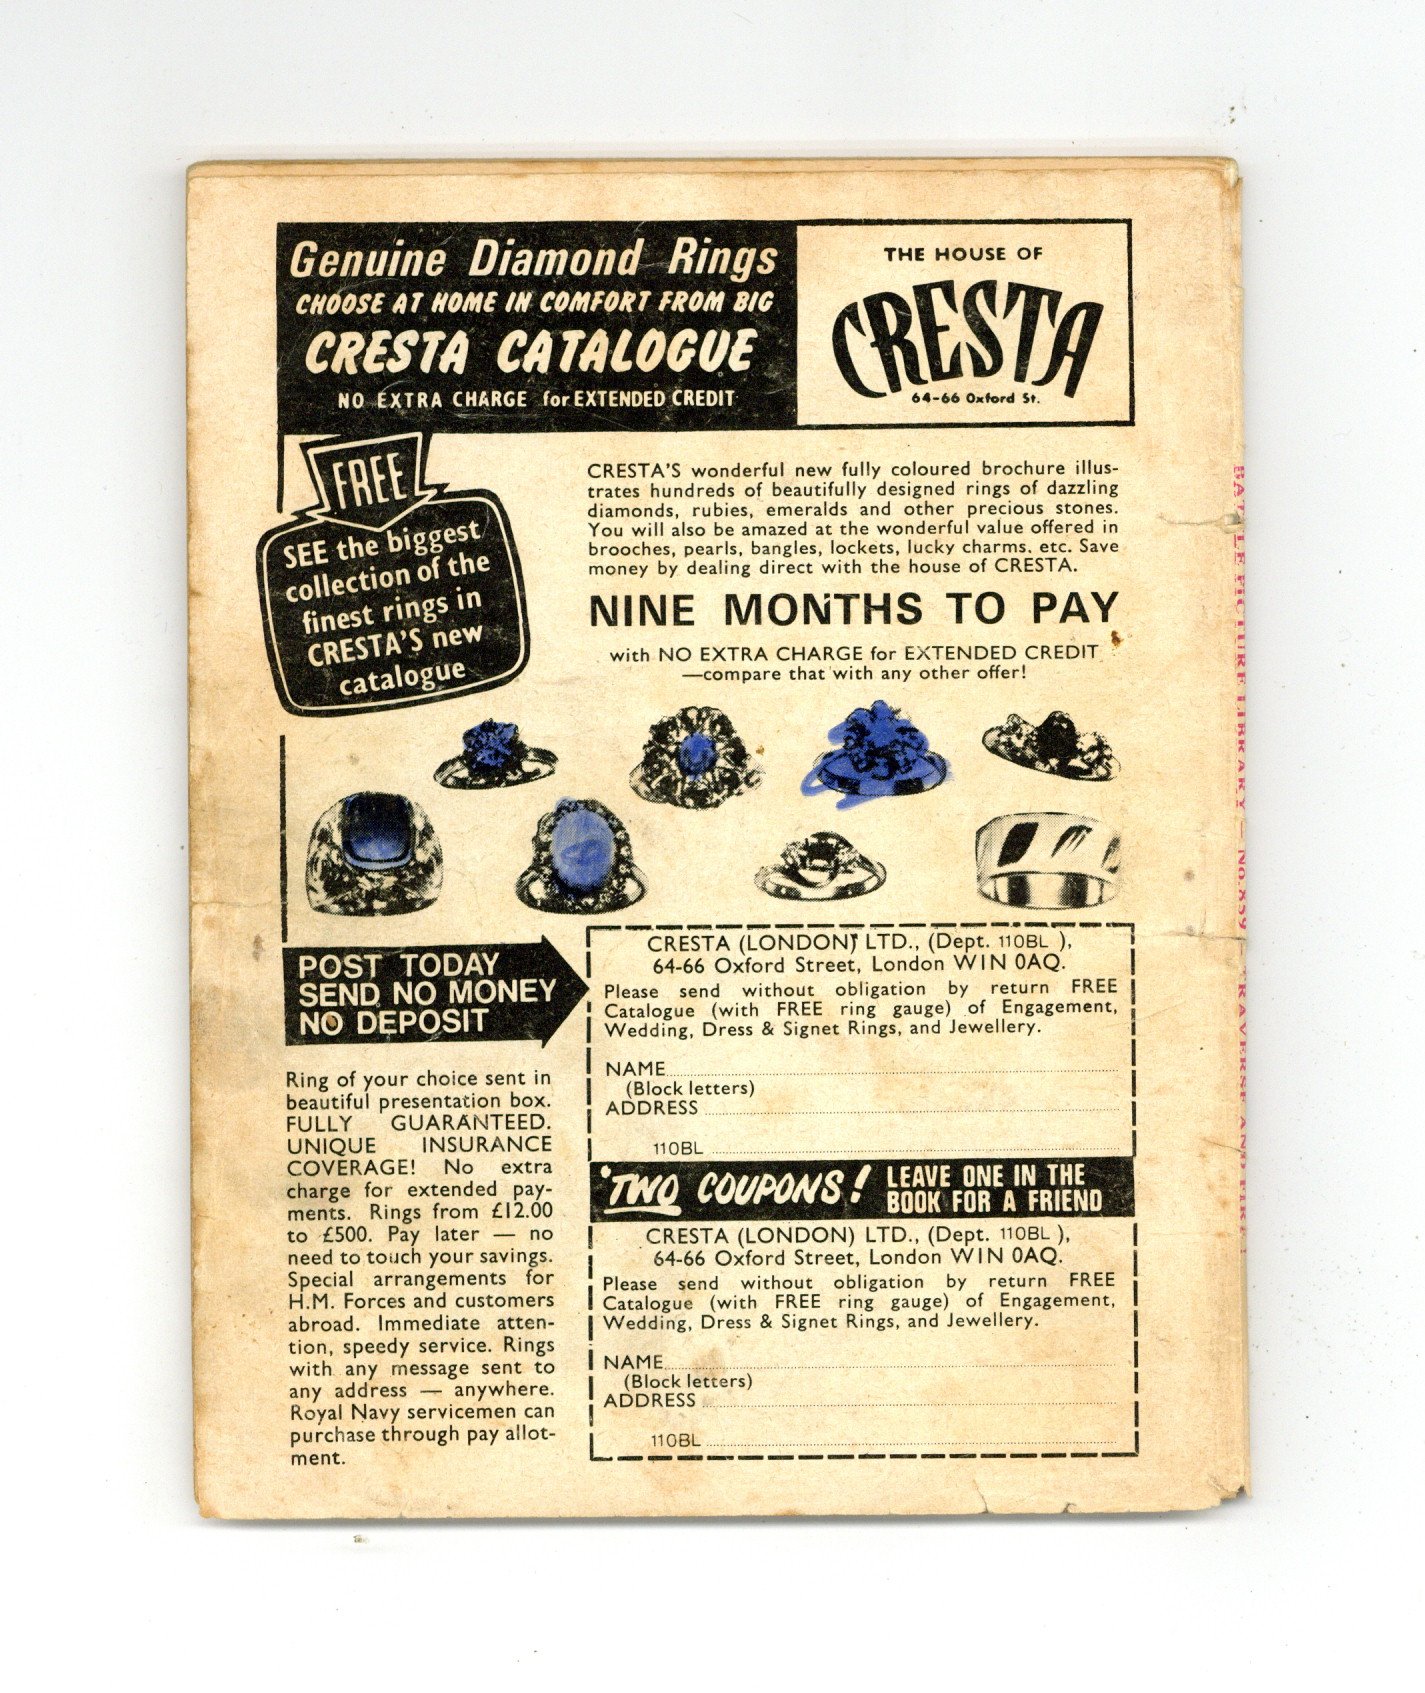 Genuine Diamond Rings
CHOOSE AT HOME IN COMFORT FROM BIG
CRESTA CATALOGUE
NO EXTRA CHARGE for EXTENDED CREDIT
THE HOUSE OF
CRESTA
64-66 Oxford St.
FREE
SEE the biggest
collection of the
finest rings in
CRESTA'S new
catalogue
CRESTA'S wonderful new fully coloured brochure illus-
trates hundreds of beautifully designed rings of dazzling
diamonds, rubies, emeralds and other precious stones.
You will also be amazed at the wonderful value offered in
brooches, pearls, bangles, lockets, lucky charms. etc. Save
money by dealing direct with the house of CRESTA.
NINE MONTHS TO PAY
with NO EXTRA CHARGE for EXTENDED CREDIT
—compare that with any other offer!
POST TODAY
SEND NO MONEY
NO DEPOSIT
Ring of your choice sent in
beautiful presentation box.
FULLY GUARANTEED.
UNIQUE INSURANCE
COVERAGE! No extra
charge for extended pay-
ments. Rings from £12.00
to £500. Pay later — no
need to touch your savings.
Special arrangements for
H.M. Forces and customers
abroad. Immediate atten-
tion, speedy service. Rings
with any message sent to
any address — anywhere.
Royal Navy servicemen can
purchase through pay allot-
ment.
CRESTA (LONDON) LTD., (Dept. 110BL ),
64-66 Oxford Street, London WIN 0AQ.
Please send without obligation by return FREE
Catalogue (with FREE ring gauge) of Engagement,
Wedding, Dress & Signet Rings, and Jewellery.
NAME
(Block letters)
ADDRESS
110BL
'TWO COUPONS! LEAVE ONE IN THE
BOOK FOR A FRIEND
CRESTA (LONDON) LTD., (Dept. 110BL ),
64-66 Oxford Street, London WIN 0AQ.
Please send without obligation by return FREE
Catalogue (with FREE ring gauge) of Engagement,
Wedding, Dress & Signet Rings, and Jewellery.
NAME
(Block letters)
ADDRESS
110BL
BATTLE PICTURE LIBRARY — No.859 TRAVERSE AND FIRE!